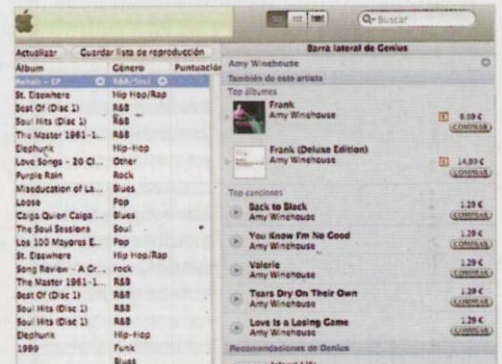 Buscar
Actualizar Guardar lista de reproducción
Álbum Género Puntuación
Rehab - EP R&B/Soul
St. Elsewhere Hip Hop/Rap
Best Of (Disc 1) R&B
Soul Hits (Disc 1) R&B
The Master 1961-1... R&B
Elephunk Hip-Hop
Love Songs - 20 Cl... Other
Purple Rain Rock
Miseducation of La... Blues
Loose Pop
Caiga Quien Caiga ... Blues
The Soul Sessions Soul
Los 100 Mayores E... Pop
St. Elsewhere Hip Hop/Rap
Song Review - A Gr... rock
The Master 1961-1... R&B
Best Of (Disc 1) R&B
Soul Hits (Disc 1) R&B
Soul Hits (Disc 1) R&B
Elephunk Hip-Hop
1999 Funk
Blues
Barra lateral de Genius
Amy Winehouse
También de este artista
Top álbumes
Frank
Amy Winehouse
9,99 €
COMPRAR
Frank (Deluxe Edition)
Amy Winehouse
14,99 €
COMPRAR
Top canciones
Back to Black 1,29 €
Amy Winehouse COMPRAR
You Know I'm No Good 1,29 €
Amy Winehouse COMPRAR
Valerie 1,29 €
Amy Winehouse COMPRAR
Tears Dry On Their Own 1,29 €
Amy Winehouse COMPRAR
Love Is a Losing Game 1,29 €
Amy Winehouse COMPRAR
Recomendaciones de Genius